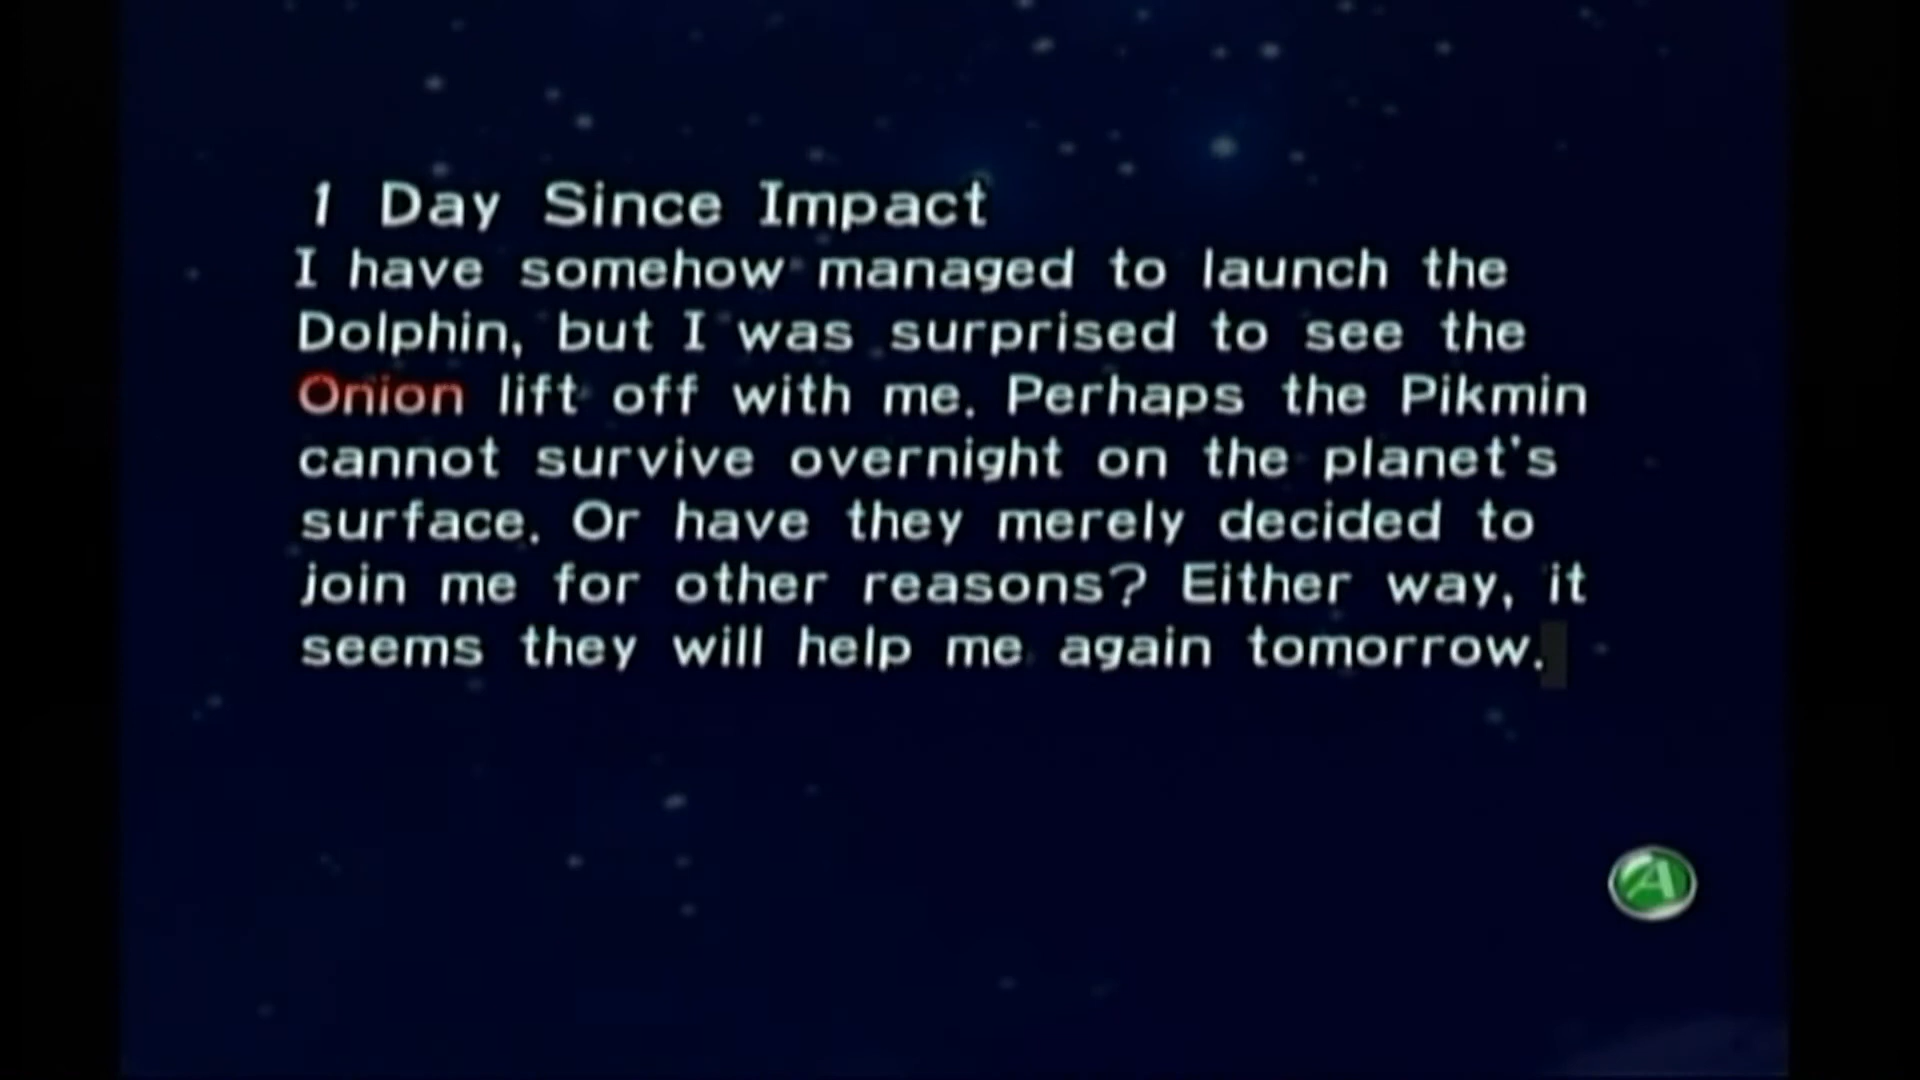 1 Day Since Impact
I have somehow managed to launch the
Dolphin, but I was surprised to see the
Onion lift off with me. Perhaps the Pikmin
cannot survive overnight on the planet's
surface. Or have they merely decided to
join me for other reasons? Either way, it
seems they will help me again tomorrow.
A